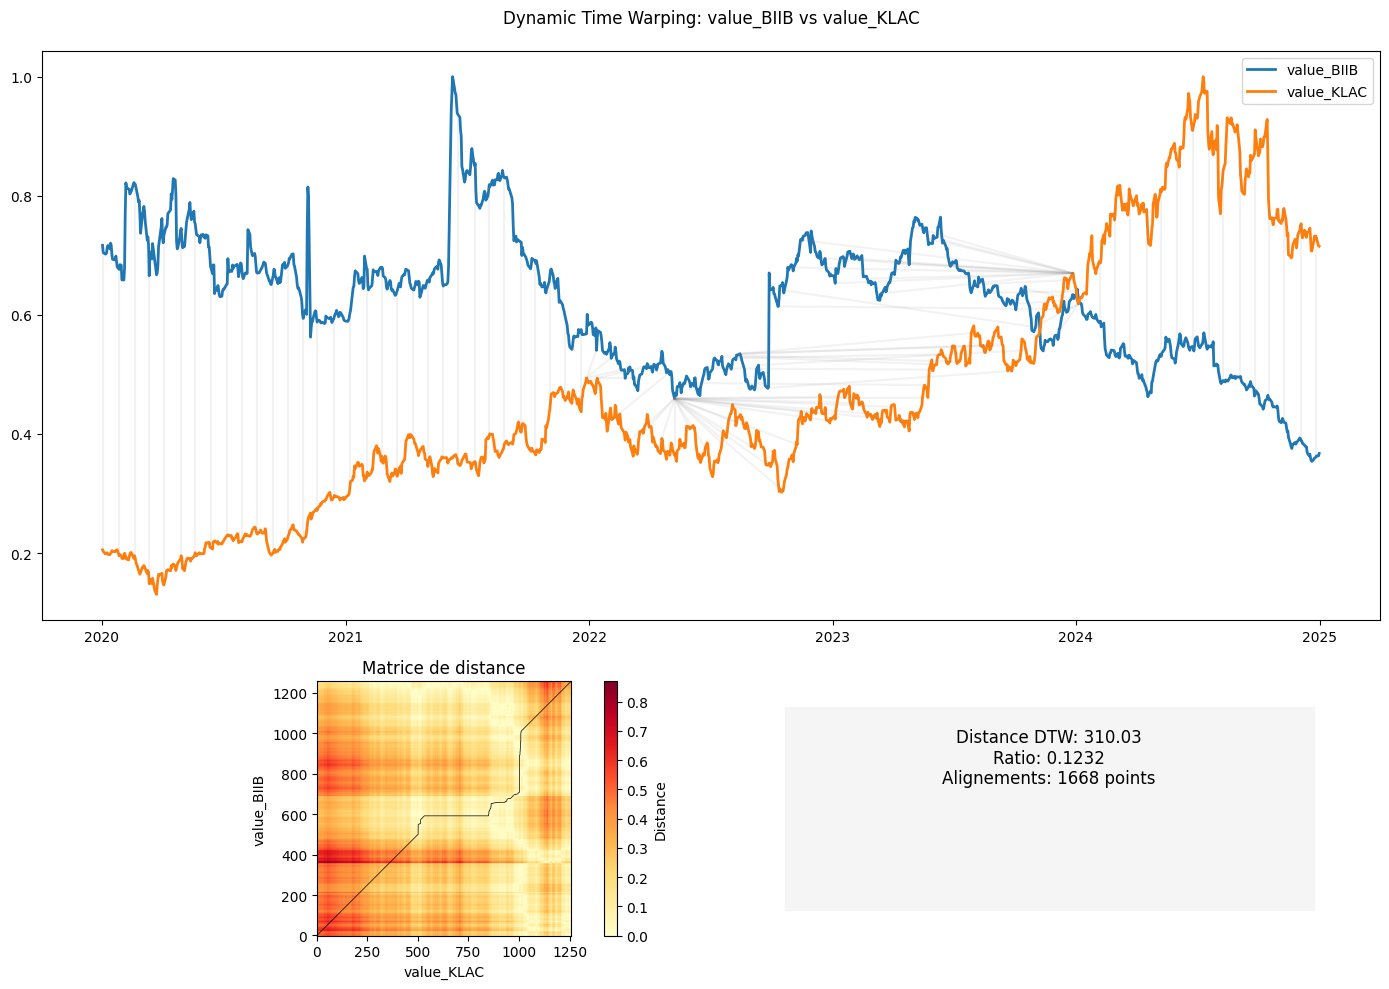 Dynamic Time Warping: value_BIIB vs value_KLAC
value_BIIB
value_KLAC
1.0
0.8
0.6
0.4
0.2
2020 2021 2022 2023 2024 2025
Matrice de distance
1200
1000
800
600
400
200
0
value_BIIB
0 250 500 750 1000 1250
value_KLAC
0.8
0.7
0.6
0.5
0.4
0.3
0.2
0.1
0.0
Distance
Distance DTW: 310.03
Ratio: 0.1232
Alignements: 1668 points